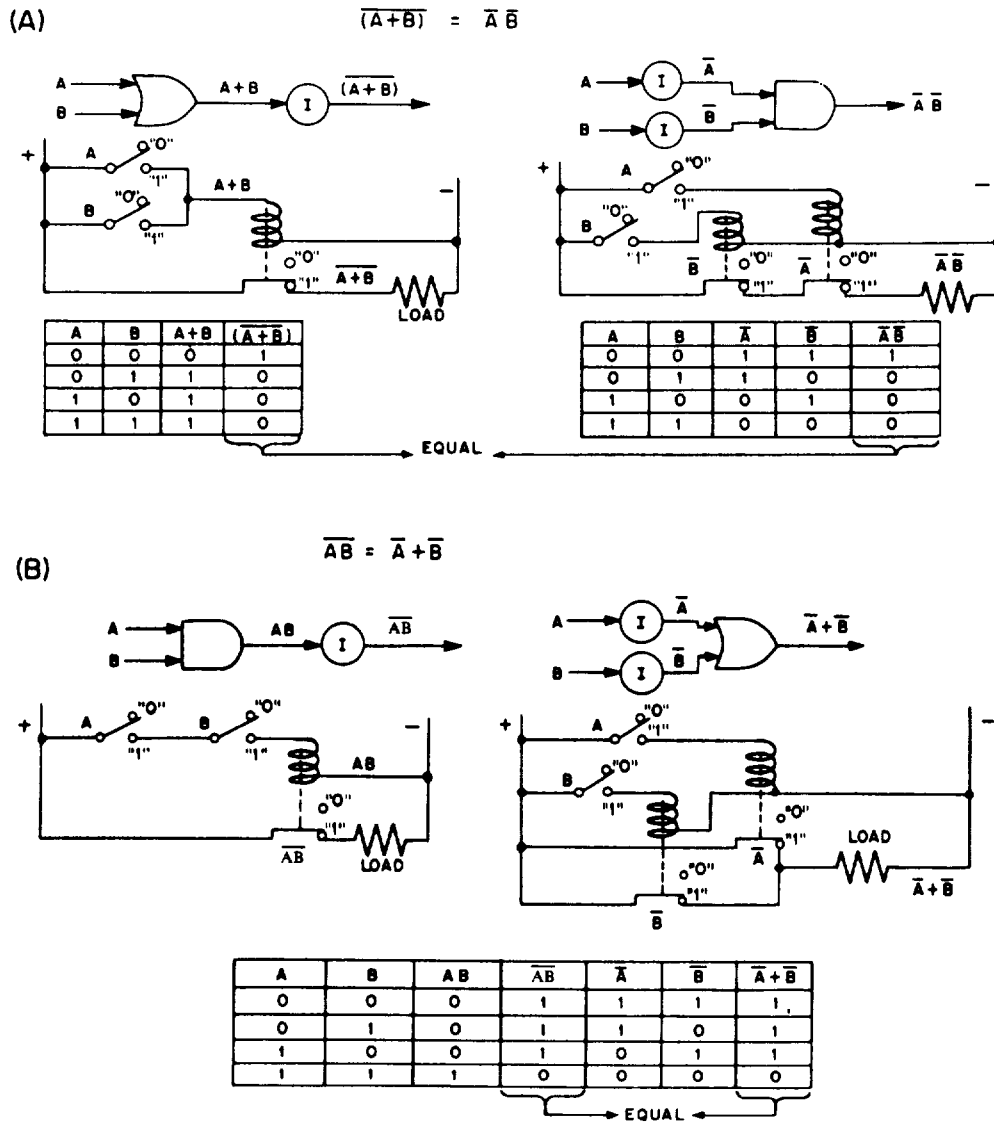 (A)
(A̅+̅B̅) = A̅ B̅
A
B
A+B
I
(A̅+̅B̅)
+
A
"0"
"1"
B
"0"
"1"
A+B
−
"0"
"1"
A̅+̅B̅
LOAD
A
B
I
I
A̅
B̅
A̅ B̅
+
A
"0"
"1"
B
"0"
"1"
−
B̅
"0"
"1"
A̅
"0"
"1"
A̅ B̅
A B A+B (A̅+̅B̅)
0 0 0 1
0 1 1 0
1 0 1 0
1 1 1 0
A B A̅ B̅ A̅ B̅
0 0 1 1 1
0 1 1 0 0
1 0 0 1 0
1 1 0 0 0
EQUAL
(B)
A̅B̅ = A̅ + B̅
A
B
AB
I
A̅B̅
+
A
"0"
"1"
B
"0"
"1"
−
AB
"0"
"1"
A̅B̅
LOAD
A
B
I
I
A̅
B̅
A̅+B̅
+
A
"0"
"1"
B
"0"
"1"
−
"0"
"1"
A̅
LOAD
A̅+B̅
"0"
"1"
B̅
A B AB A̅B̅ A̅ B̅ A̅+B̅
0 0 0 1 1 1 1
0 1 0 1 1 0 1
1 0 0 1 0 1 1
1 1 1 0 0 0 0
EQUAL